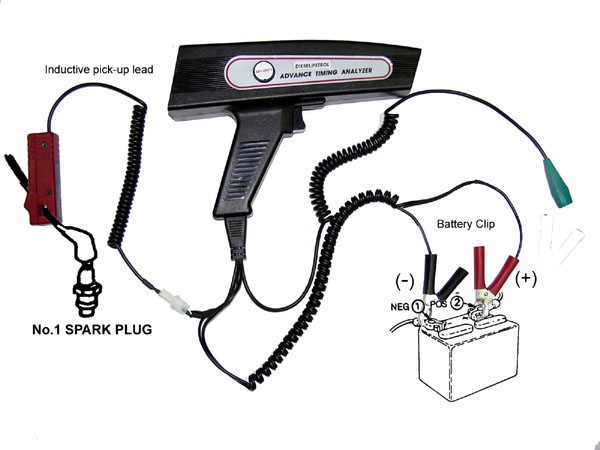 Inductive pick-up lead
ADVANCE
DIESEL/PETROL
ADVANCE TIMING ANALYZER
Battery Clip
(-)
(+)
NEG 1
POS 2
No.1 SPARK PLUG